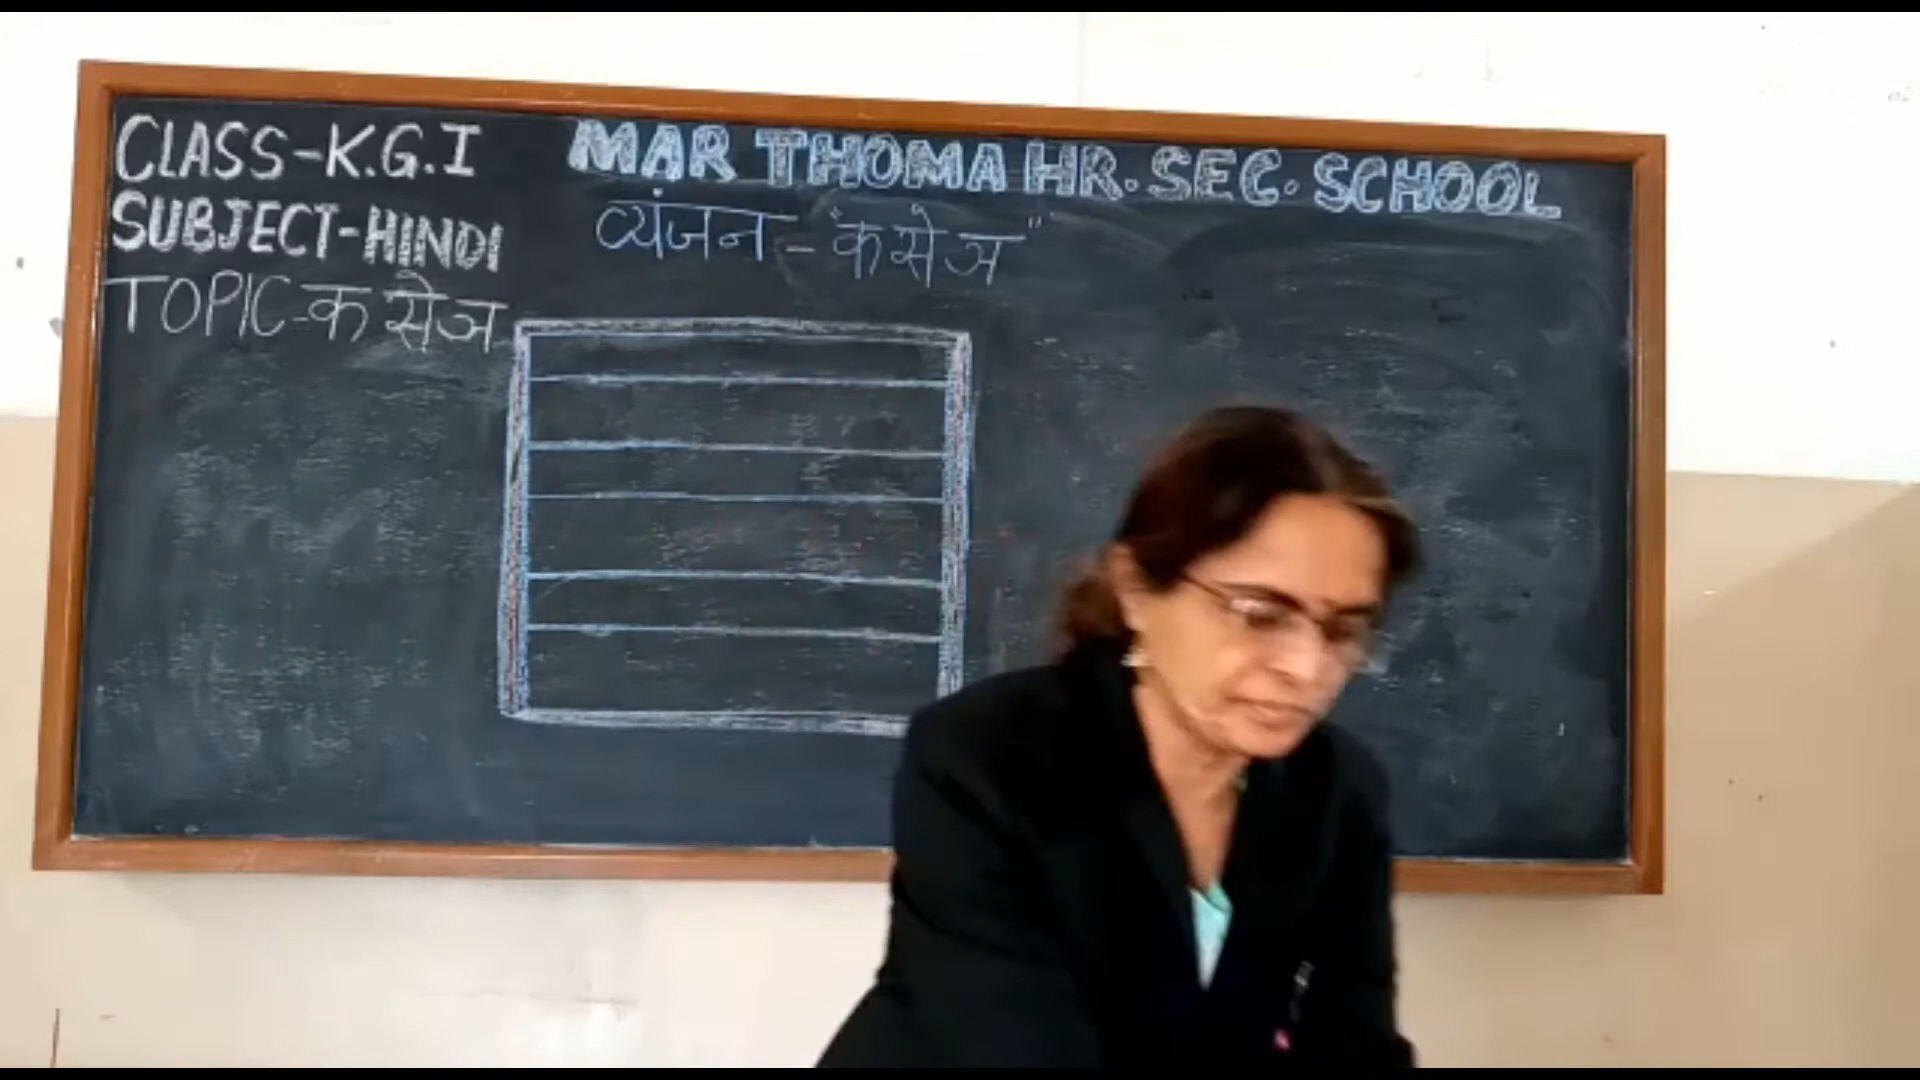 CLASS-K.G.I
SUBJECT-HINDI
TOPIC-क से ञ
MAR THOMA HR. SEC. SCHOOL
व्यंजन - "क से ञ"